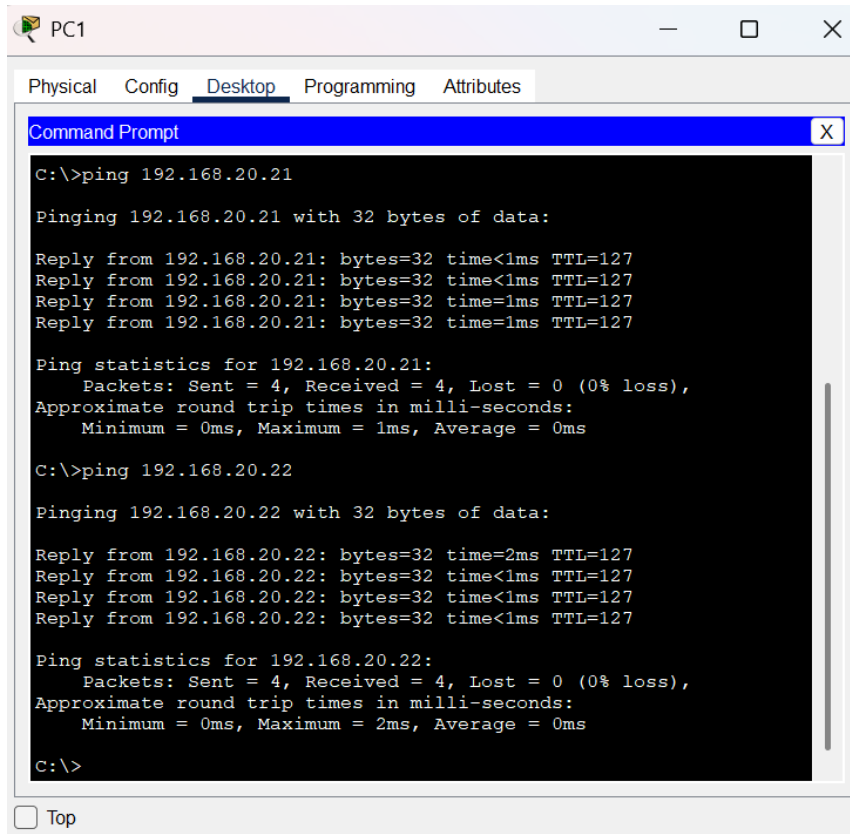 PC1
Physical Config Desktop Programming Attributes
Command Prompt X
C:\>ping 192.168.20.21
Pinging 192.168.20.21 with 32 bytes of data:
Reply from 192.168.20.21: bytes=32 time<1ms TTL=127
Reply from 192.168.20.21: bytes=32 time<1ms TTL=127
Reply from 192.168.20.21: bytes=32 time=1ms TTL=127
Reply from 192.168.20.21: bytes=32 time=1ms TTL=127
Ping statistics for 192.168.20.21:
Packets: Sent = 4, Received = 4, Lost = 0 (0% loss),
Approximate round trip times in milli-seconds:
Minimum = 0ms, Maximum = 1ms, Average = 0ms
C:\>ping 192.168.20.22
Pinging 192.168.20.22 with 32 bytes of data:
Reply from 192.168.20.22: bytes=32 time=2ms TTL=127
Reply from 192.168.20.22: bytes=32 time<1ms TTL=127
Reply from 192.168.20.22: bytes=32 time<1ms TTL=127
Reply from 192.168.20.22: bytes=32 time<1ms TTL=127
Ping statistics for 192.168.20.22:
Packets: Sent = 4, Received = 4, Lost = 0 (0% loss),
Approximate round trip times in milli-seconds:
Minimum = 0ms, Maximum = 2ms, Average = 0ms
C:\>
Top